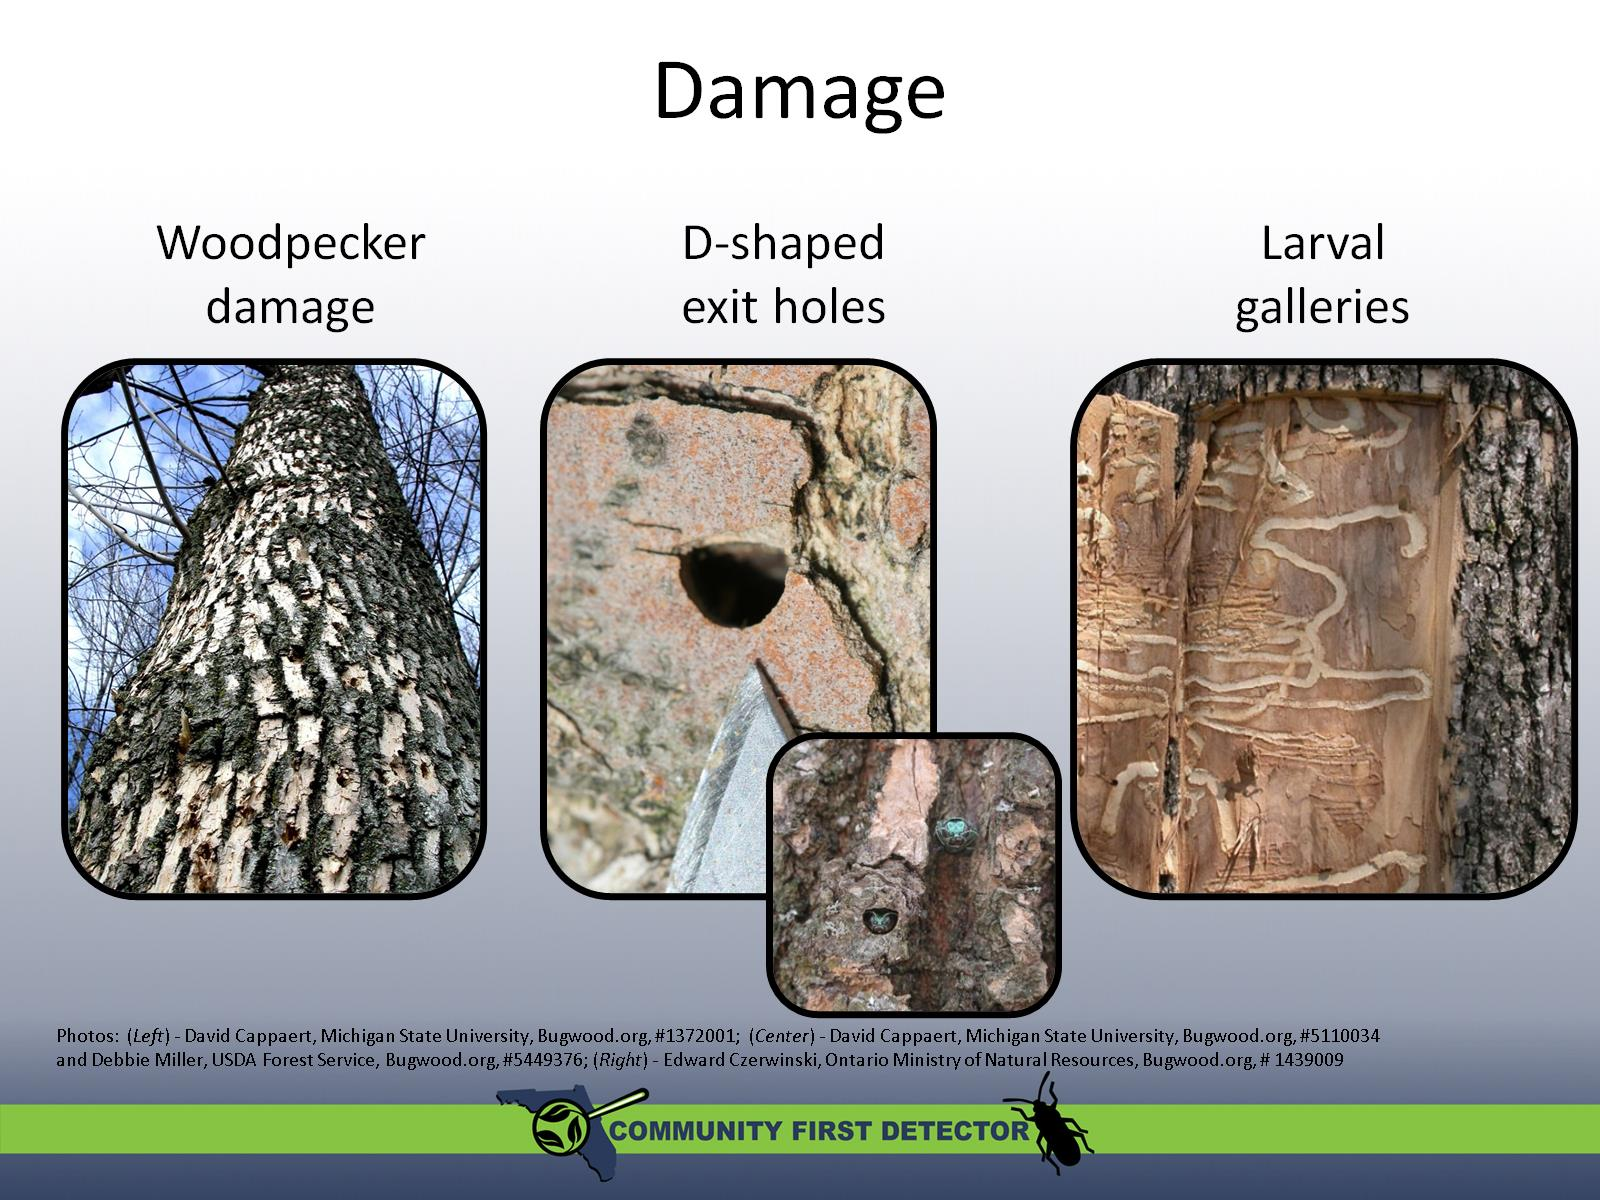 Damage
Woodpecker
damage
D-shaped
exit holes
Larval
galleries
Photos: (Left) - David Cappaert, Michigan State University, Bugwood.org, #1372001; (Center) - David Cappaert, Michigan State University, Bugwood.org, #5110034
and Debbie Miller, USDA Forest Service, Bugwood.org, #5449376; (Right) - Edward Czerwinski, Ontario Ministry of Natural Resources, Bugwood.org, # 1439009
COMMUNITY FIRST DETECTOR